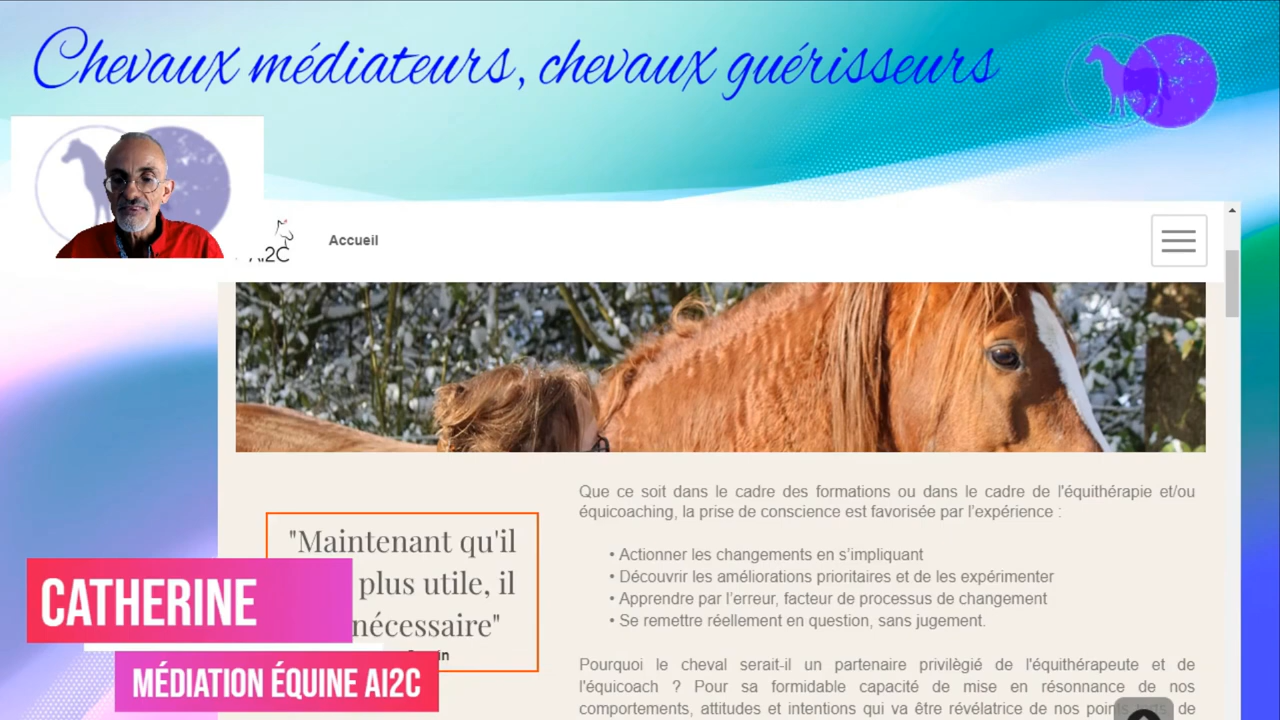 Chevaux médiateurs, chevaux guérisseurs
AI2C
Accueil
"Maintenant qu'il
plus utile, il
nécessaire"
Que ce soit dans le cadre des formations ou dans le cadre de l'équithérapie et/ou
équicoaching, la prise de conscience est favorisée par l’expérience :
• Actionner les changements en s’impliquant
• Découvrir les améliorations prioritaires et de les expérimenter
• Apprendre par l’erreur, facteur de processus de changement
• Se remettre réellement en question, sans jugement.
Pourquoi le cheval serait-il un partenaire privilègié de l'équithérapeute et de
l'équicoach ? Pour sa formidable capacité de mise en résonnance de nos
comportements, attitudes et intentions qui va être révélatrice de nos points forts de
CATHERINE
MÉDIATION ÉQUINE AI2C